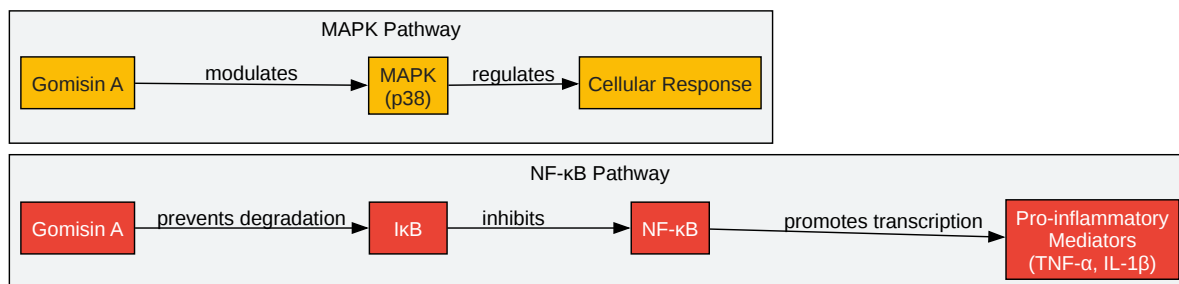 MAPK Pathway
Gomisin A
modulates
MAPK
(p38)
regulates
Cellular Response
NF-κB Pathway
Gomisin A
prevents degradation
IκB
inhibits
NF-κB
promotes transcription
Pro-inflammatory
Mediators
(TNF-α, IL-1β)